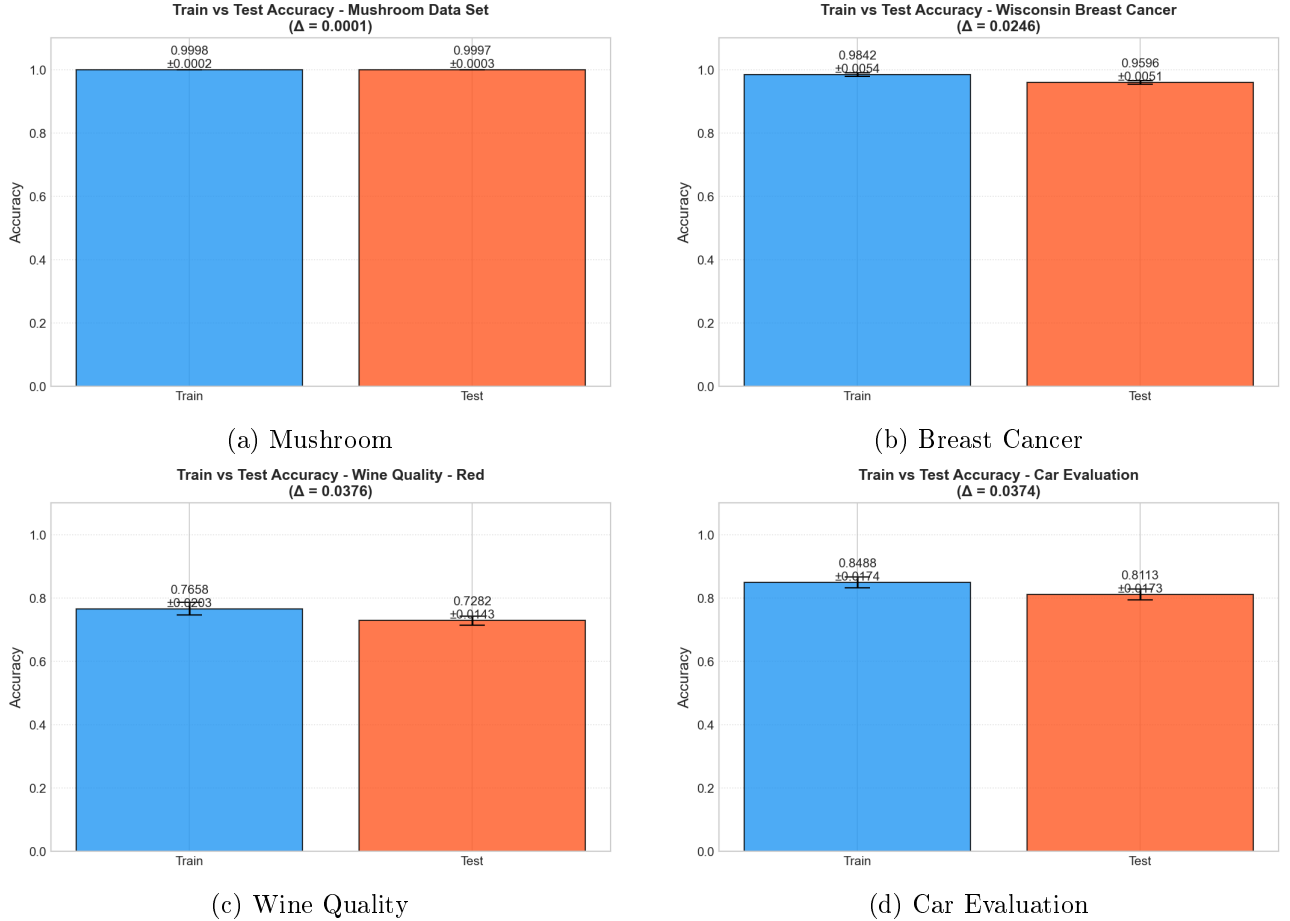 Train vs Test Accuracy - Mushroom Data Set
(Δ = 0.0001)
0.9998
±0.0002
0.9997
±0.0003
1.0
0.8
0.6
0.4
0.2
0.0
Accuracy
Train
Test
(a) Mushroom
Train vs Test Accuracy - Wisconsin Breast Cancer
(Δ = 0.0246)
0.9842
±0.0054
0.9596
±0.0051
1.0
0.8
0.6
0.4
0.2
0.0
Accuracy
Train
Test
(b) Breast Cancer
Train vs Test Accuracy - Wine Quality - Red
(Δ = 0.0376)
0.7658
±0.0203
0.7282
±0.0143
1.0
0.8
0.6
0.4
0.2
0.0
Accuracy
Train
Test
(c) Wine Quality
Train vs Test Accuracy - Car Evaluation
(Δ = 0.0374)
0.8488
±0.0174
0.8113
±0.0173
1.0
0.8
0.6
0.4
0.2
0.0
Accuracy
Train
Test
(d) Car Evaluation